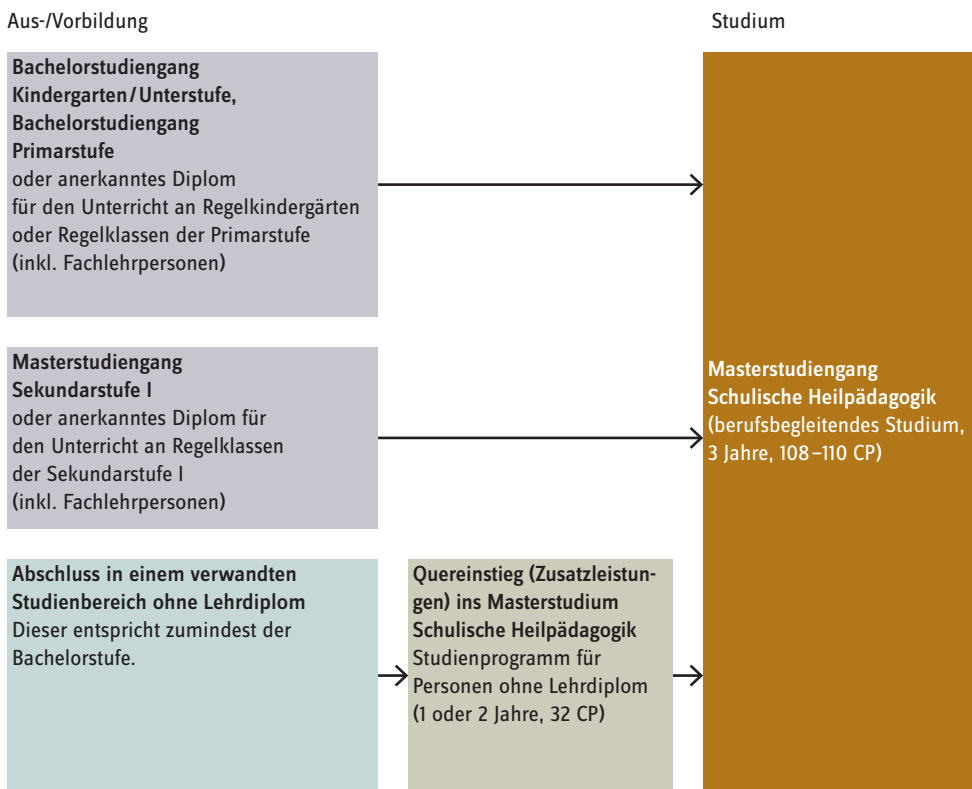 Aus-/Vorbildung
Studium
Bachelorstudiengang
Kindergarten/Unterstufe,
Bachelorstudiengang
Primarstufe
oder anerkanntes Diplom
für den Unterricht an Regelkindergärten
oder Regelklassen der Primarstufe
(inkl. Fachlehrpersonen)
Masterstudiengang
Sekundarstufe I
oder anerkanntes Diplom für
den Unterricht an Regelklassen
der Sekundarstufe I
(inkl. Fachlehrpersonen)
Abschluss in einem verwandten
Studienbereich ohne Lehrdiplom
Dieser entspricht zumindest der
Bachelorstufe.
Quereinstieg (Zusatzleistun-
gen) ins Masterstudium
Schulische Heilpädagogik
Studienprogramm für
Personen ohne Lehrdiplom
(1 oder 2 Jahre, 32 CP)
Masterstudiengang
Schulische Heilpädagogik
(berufsbegleitendes Studium,
3 Jahre, 108–110 CP)